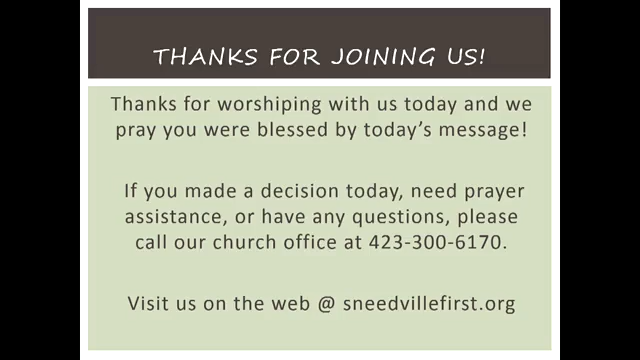 THANKS FOR JOINING US!
Thanks for worshiping with us today and we
pray you were blessed by today's message!
If you made a decision today, need prayer
assistance, or have any questions, please
call our church office at 423-300-6170.
Visit us on the web @ sneedvillefirst.org